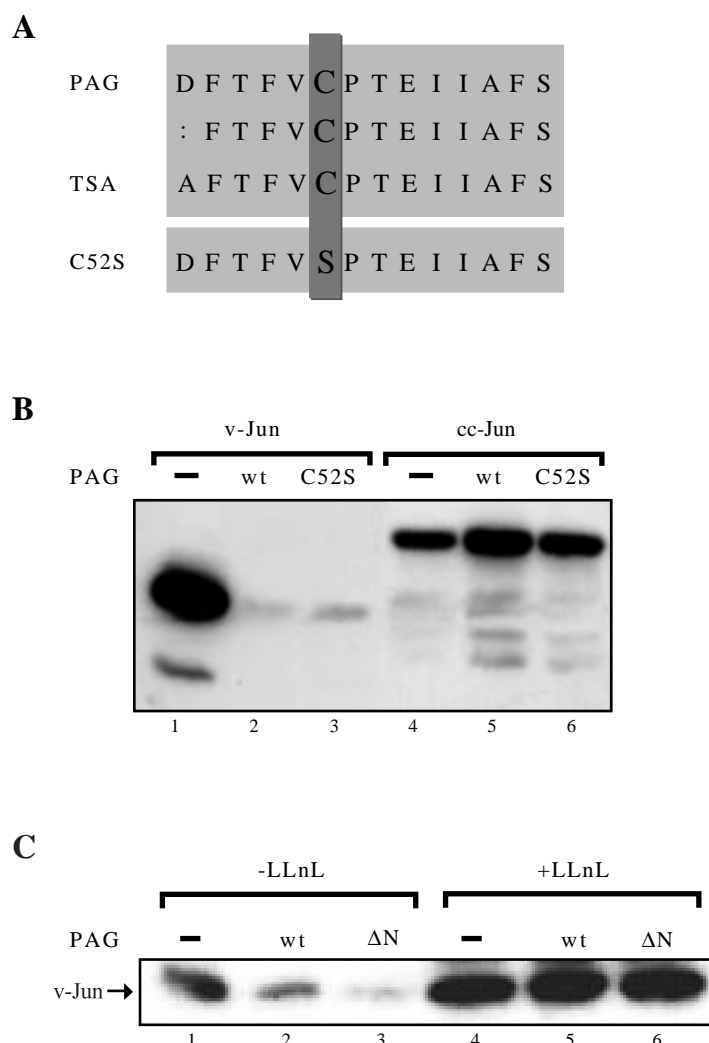 A
PAG D F T F V C P T E I I A F S
: F T F V C P T E I I A F S
TSA A F T F V C P T E I I A F S
C52S D F T F V S P T E I I A F S
B
v-Jun cc-Jun
PAG – wt C52S – wt C52S
1 2 3 4 5 6
C
-LLnL +LLnL
PAG – wt ΔN – wt ΔN
v-Jun →
1 2 3 4 5 6